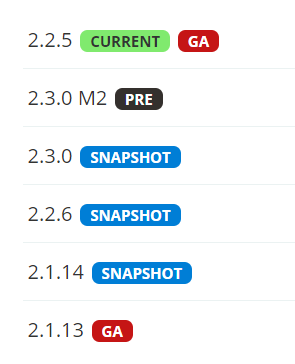 2.2.5 CURRENT GA
2.3.0 M2 PRE
2.3.0 SNAPSHOT
2.2.6 SNAPSHOT
2.1.14 SNAPSHOT
2.1.13 GA